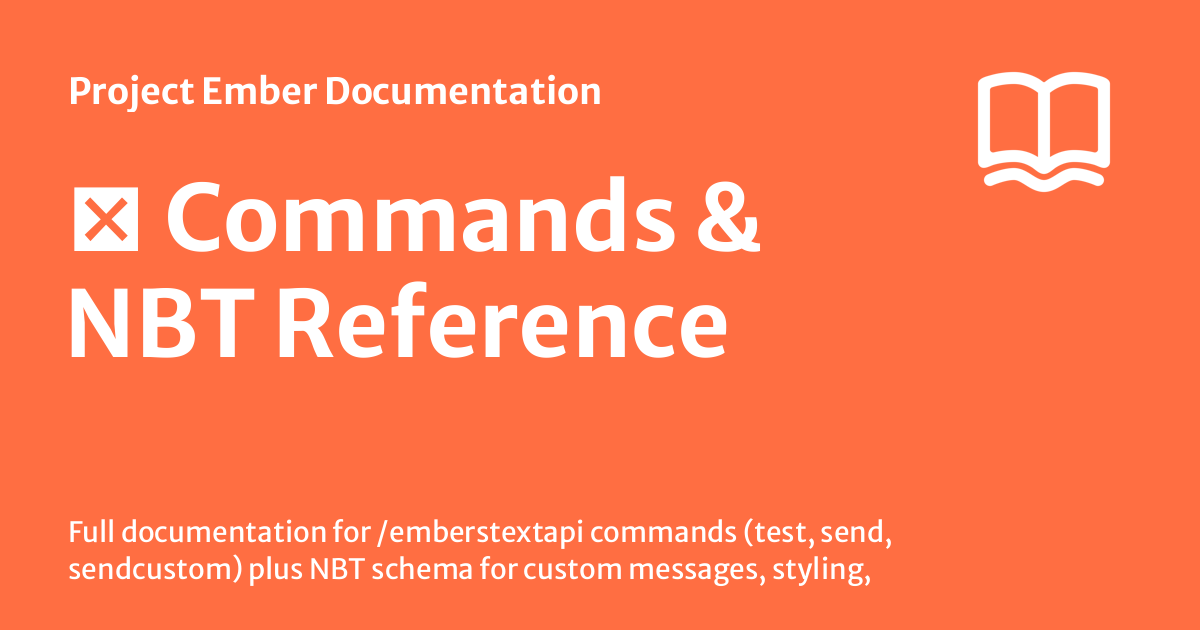 Project Ember Documentation
Commands &
NBT Reference
Full documentation for /emberstextapi commands (test, send,
sendcustom) plus NBT schema for custom messages, styling,